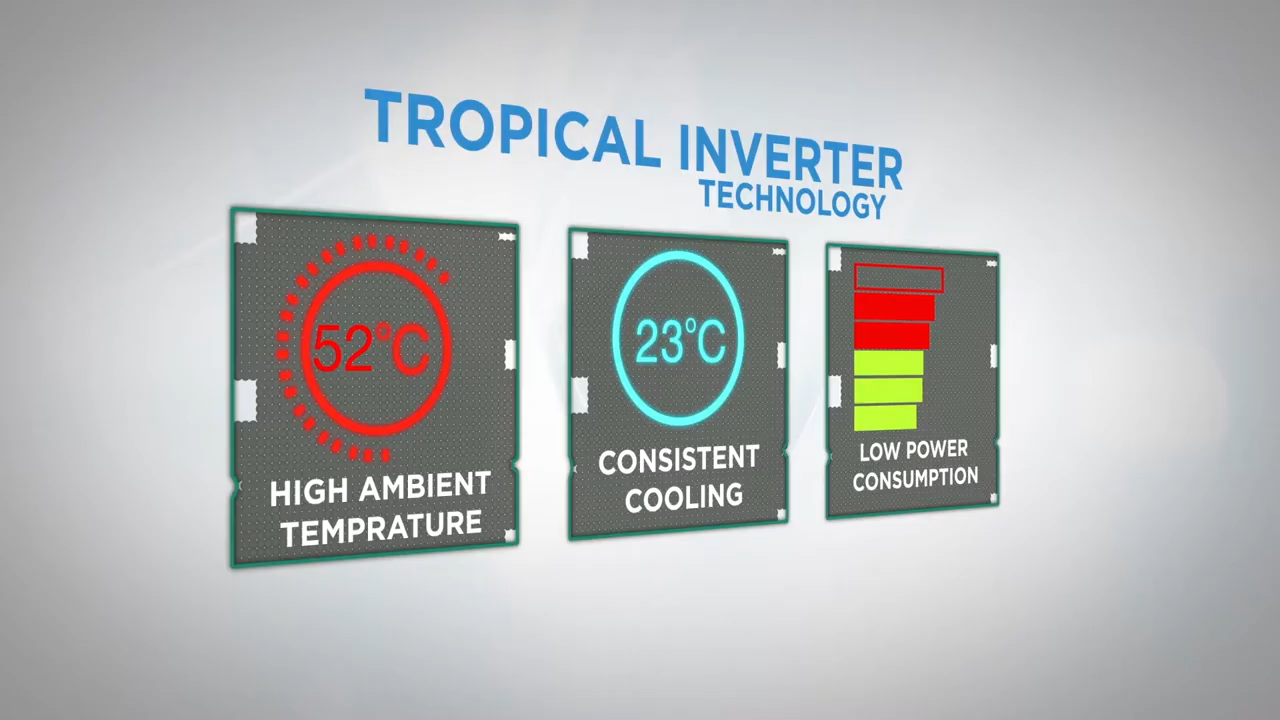 TROPICAL INVERTER
TECHNOLOGY
52°C
HIGH AMBIENT
TEMPRATURE
23°C
CONSISTENT
COOLING
LOW POWER
CONSUMPTION